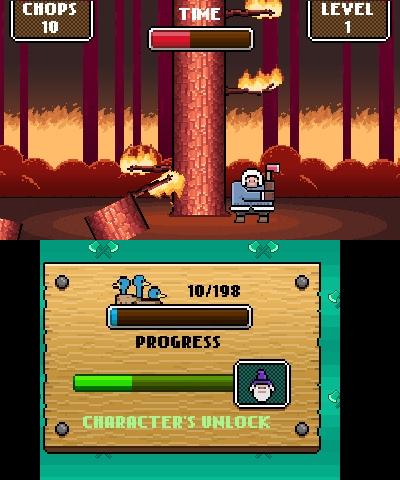 CHOPS
10
TIME
LEVEL
1
10/198
PROGRESS
CHARACTER'S UNLOCK